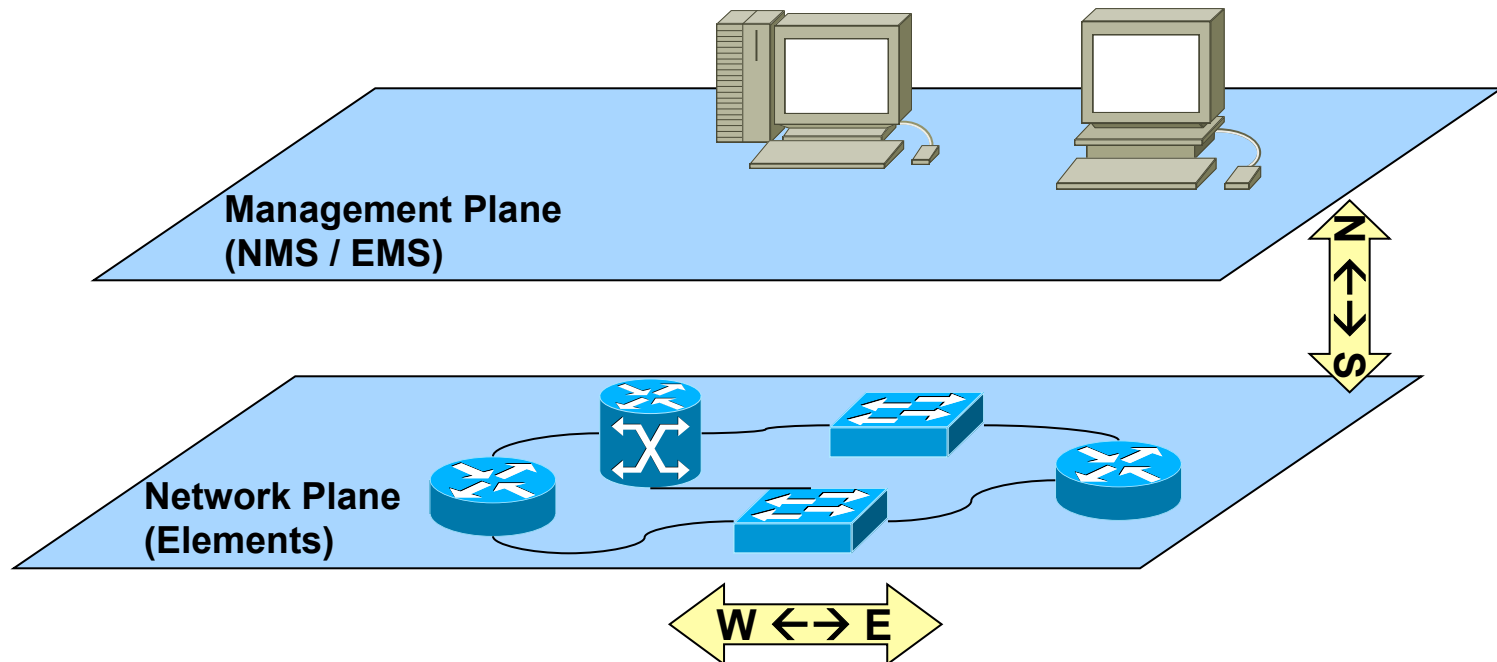 Management Plane
(NMS / EMS)
N ←→ S
Network Plane
(Elements)
W ←→ E